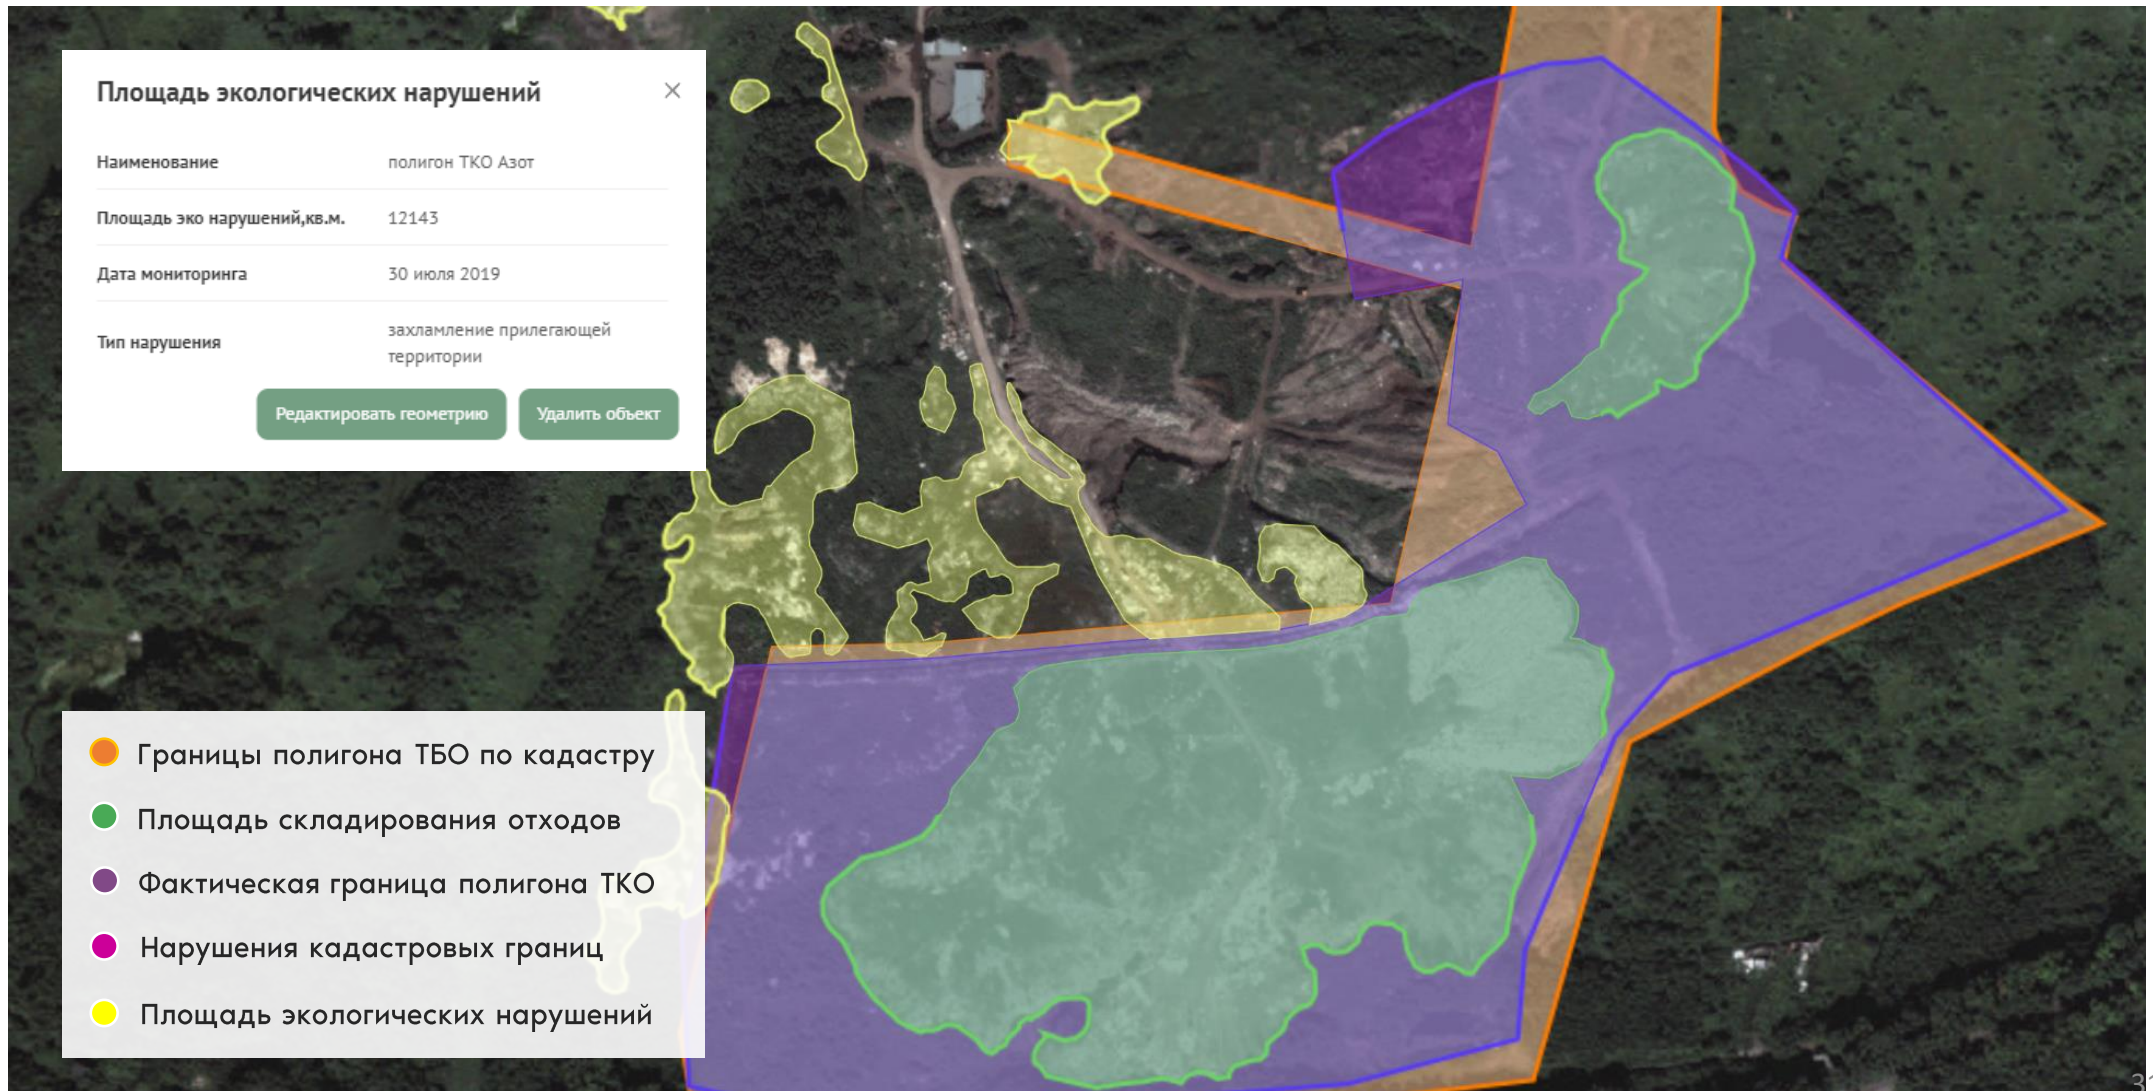 Площадь экологических нарушений
Наименование полигон ТКО Азот
Площадь эко нарушений,кв.м. 12143
Дата мониторинга 30 июля 2019
Тип нарушения захламление прилегающей
территории
Редактировать геометрию Удалить объект
Границы полигона ТБО по кадастру
Площадь складирования отходов
Фактическая граница полигона ТКО
Нарушения кадастровых границ
Площадь экологических нарушений